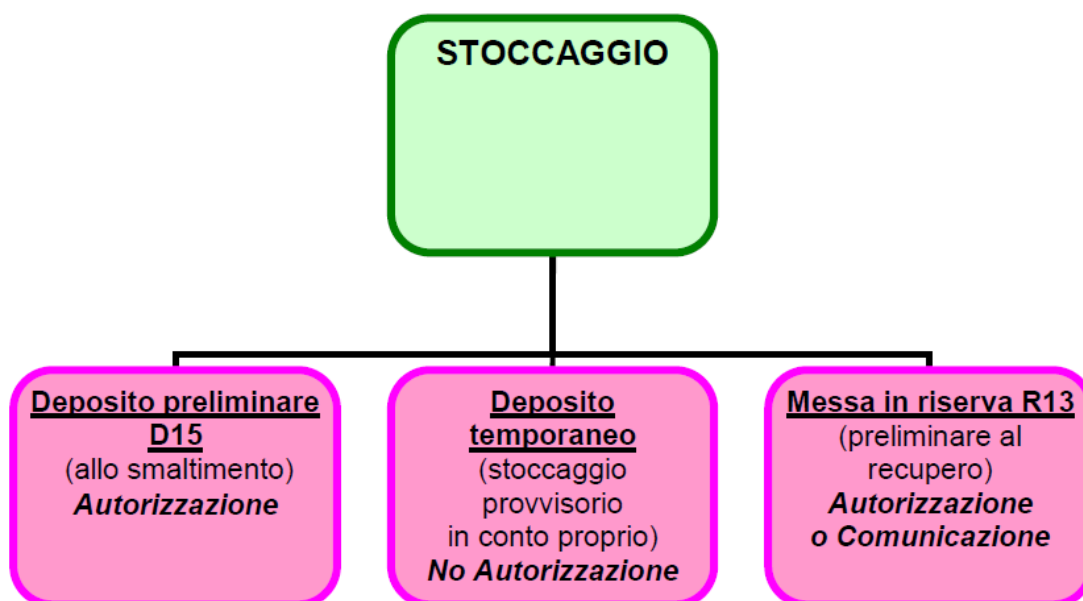 STOCCAGGIO
Deposito preliminare
D15
(allo smaltimento)
Autorizzazione
Deposito
temporaneo
(stoccaggio
provvisorio
in conto proprio)
No Autorizzazione
Messa in riserva R13
(preliminare al
recupero)
Autorizzazione
o Comunicazione